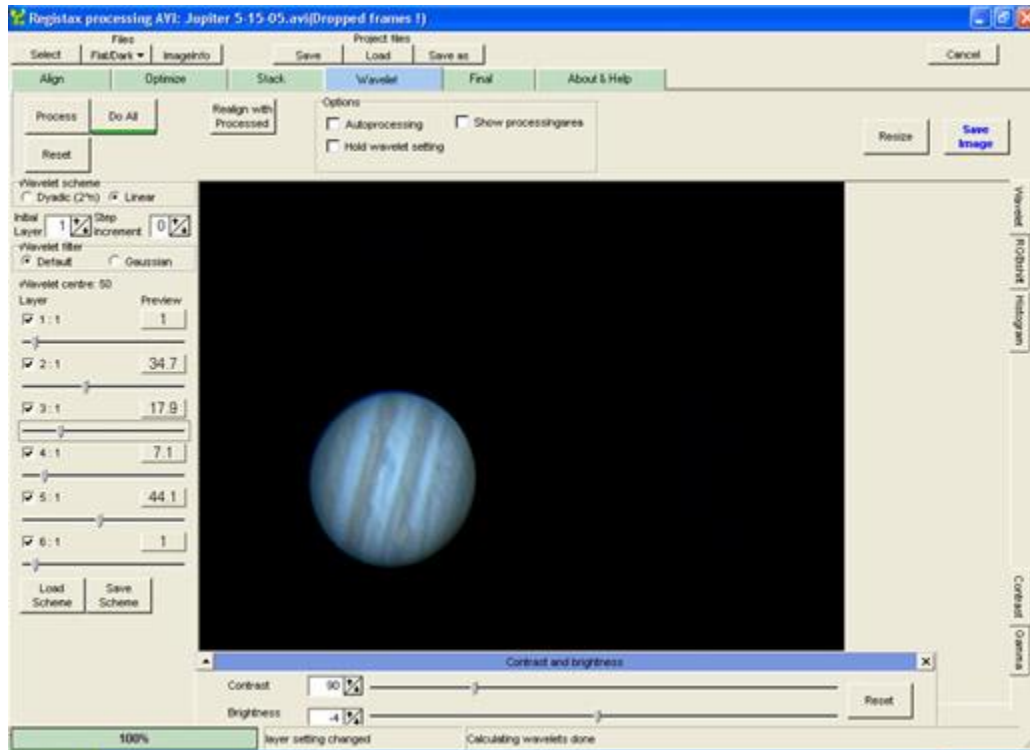 Registax processing AVI: Jupiter 5-15-05.avi(Dropped frames !)
Files
Project files
Select Flat/Dark ImageInfo Save Load Save as Cancel
Align Optimize Stack Wavelet Final About & Help
Process Do All
Reset
Realign with
Processed
Options
Autoprocessing Show processingarea
Hold wavelet setting
Resize
Save
Image
Wavelet scheme
Dyadic (2^n) Linear
Initial
Layer 1 Step
increment 0
Wavelet filter
Default Gaussian
Wavelet centre: 50
Layer Preview
1 : 1 1
2 : 1 34.7
3 : 1 17.9
4 : 1 7.1
5 : 1 44.1
6 : 1 1
Load
Scheme
Save
Scheme
Wavelet
RGBshift
Histogram
Contrast
Gamma
Contrast and brightness
Contrast 90
Brightness -4
Reset
100% layer setting changed Calculating wavelets done